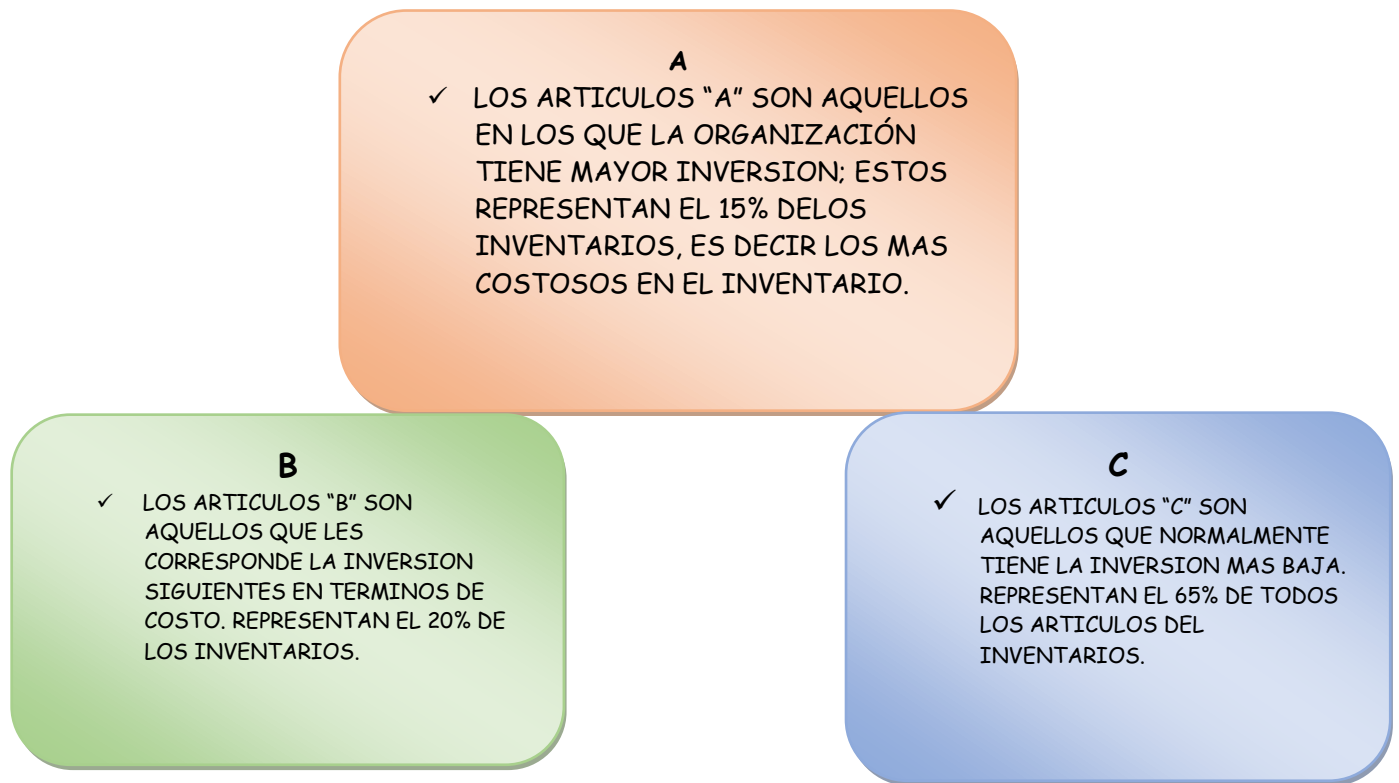 A
✓ LOS ARTICULOS “A” SON AQUELLOS
EN LOS QUE LA ORGANIZACIÓN
TIENE MAYOR INVERSION; ESTOS
REPRESENTAN EL 15% DELOS
INVENTARIOS, ES DECIR LOS MAS
COSTOSOS EN EL INVENTARIO.
B
✓ LOS ARTICULOS “B” SON
AQUELLOS QUE LES
CORRESPONDE LA INVERSION
SIGUIENTES EN TERMINOS DE
COSTO. REPRESENTAN EL 20% DE
LOS INVENTARIOS.
C
✓ LOS ARTICULOS “C” SON
AQUELLOS QUE NORMALMENTE
TIENE LA INVERSION MAS BAJA.
REPRESENTAN EL 65% DE TODOS
LOS ARTICULOS DEL
INVENTARIOS.